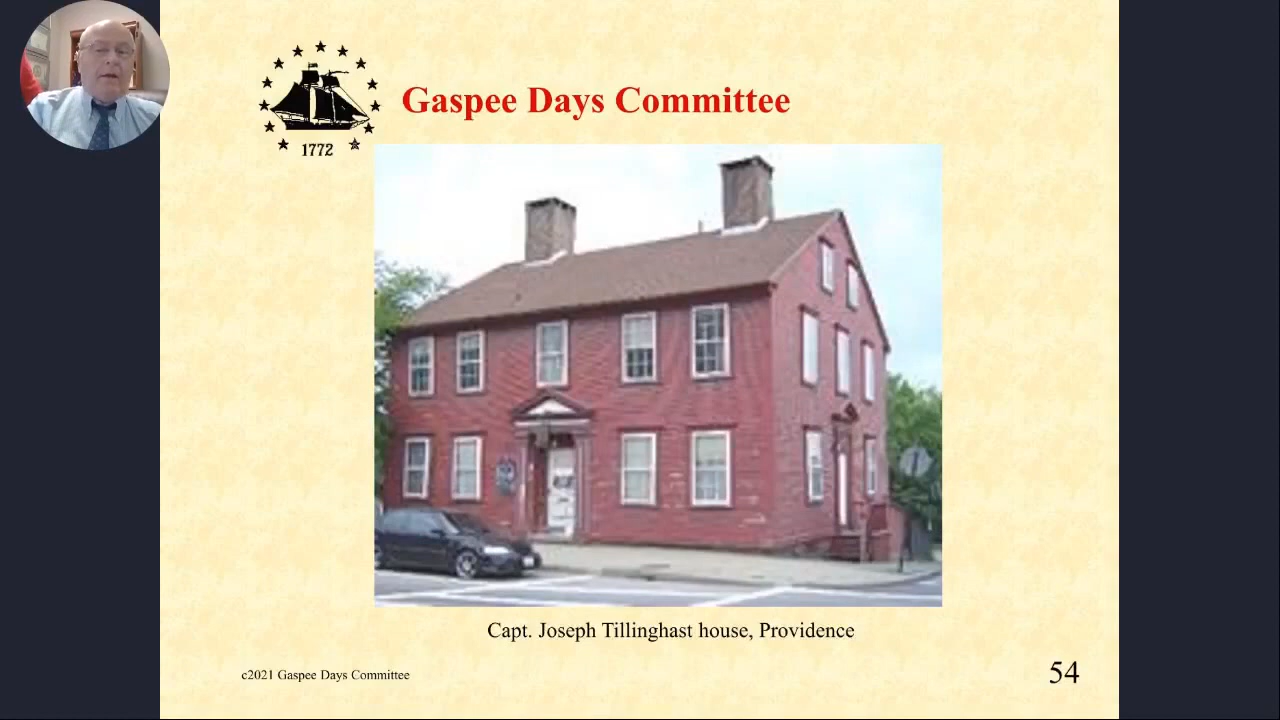 Gaspee Days Committee
1772
Capt. Joseph Tillinghast house, Providence
c2021 Gaspee Days Committee
54